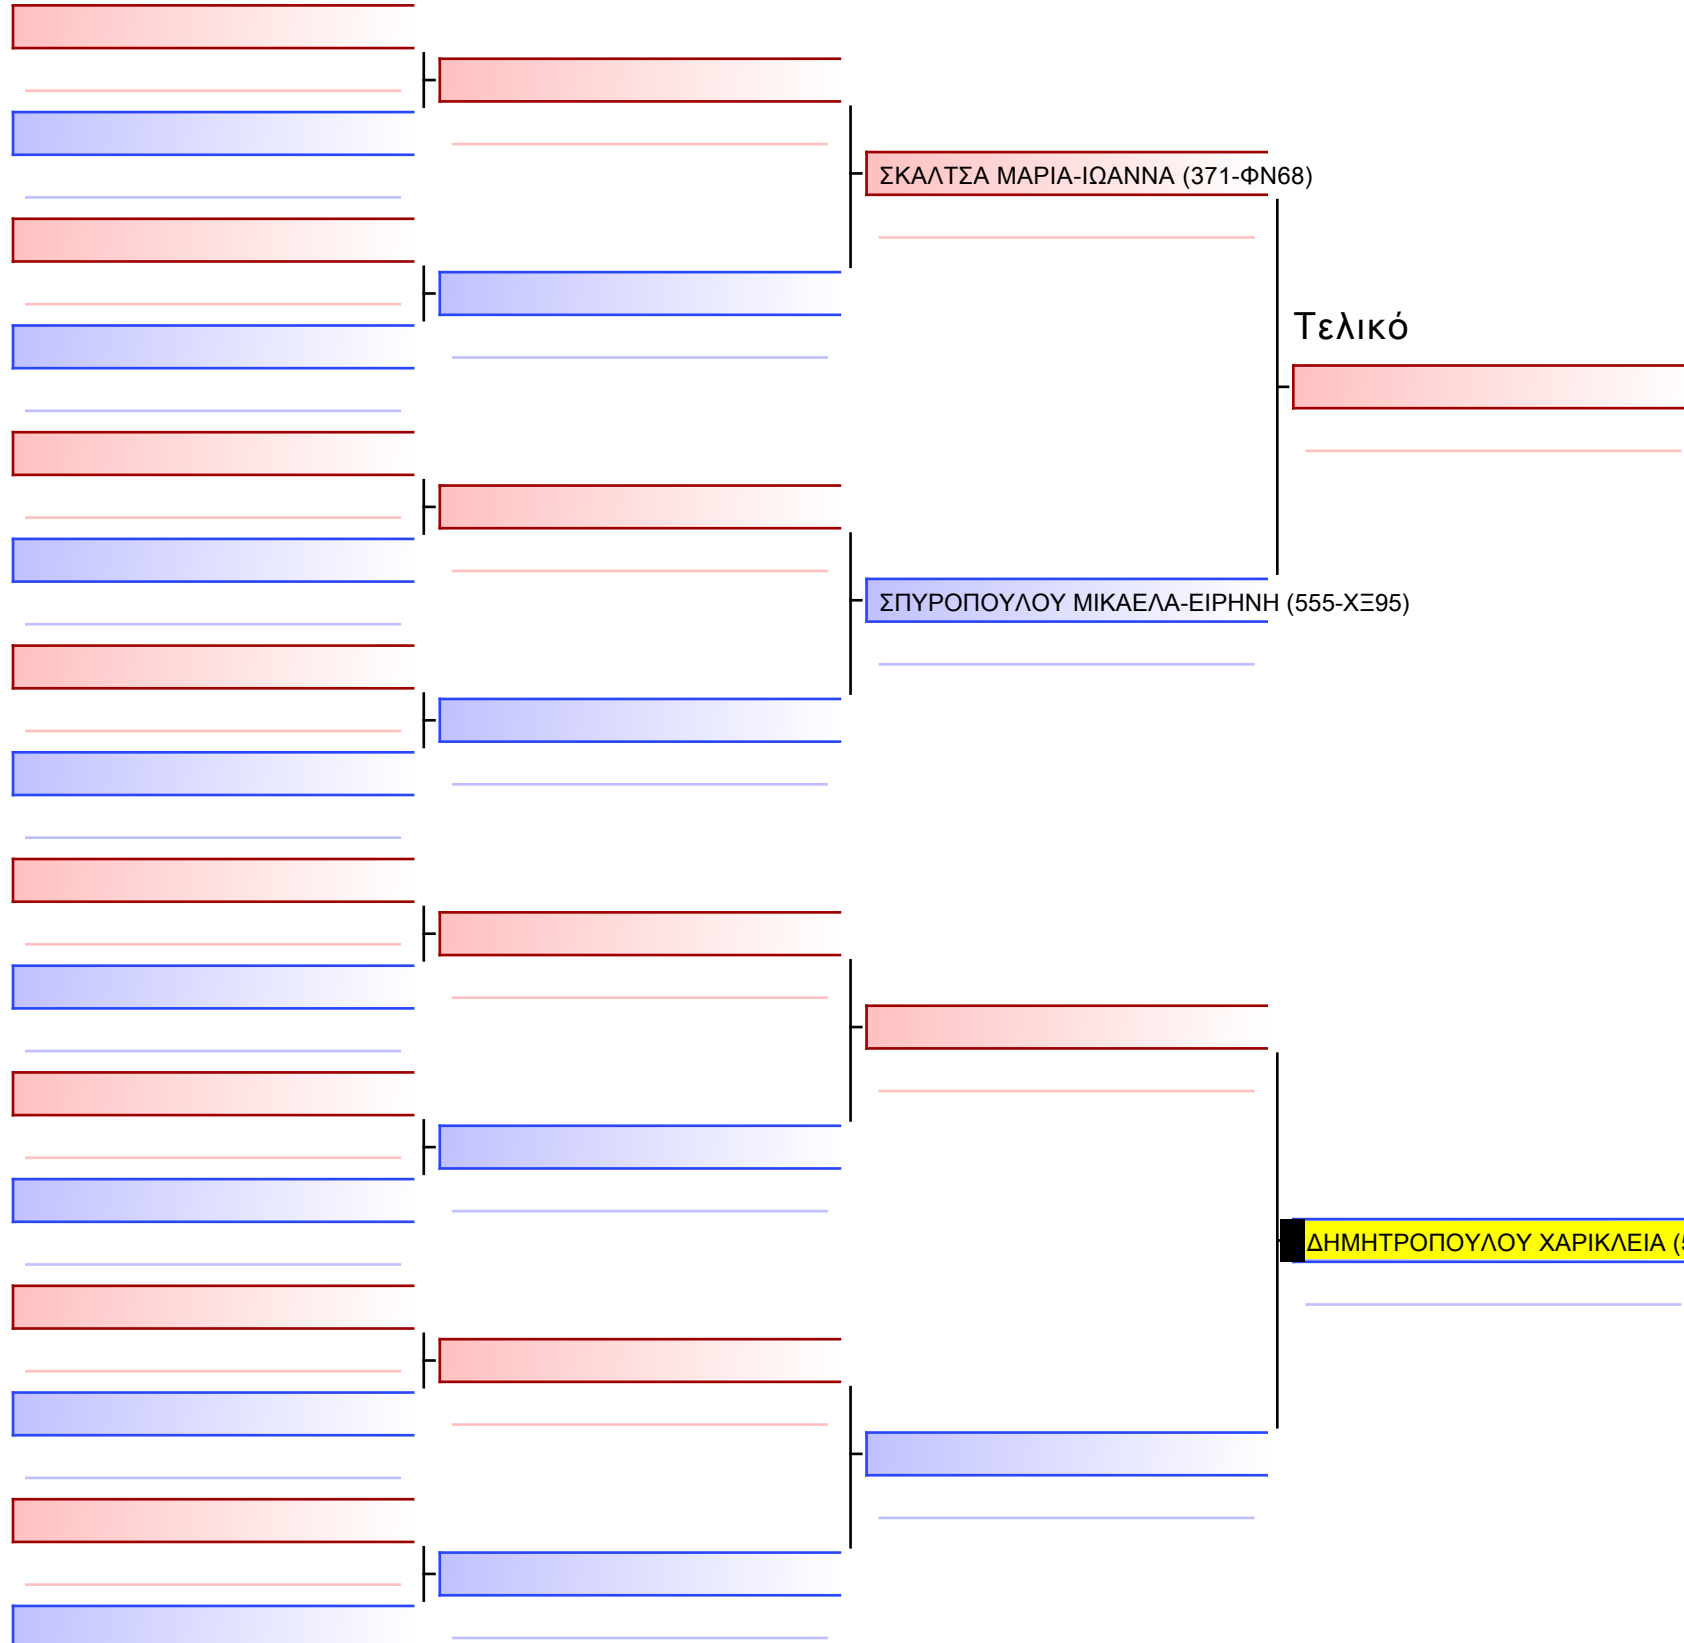 ΣΚΑΛΤΣΑ ΜΑΡΙΑ-ΙΩΑΝΝΑ (371-ΦΝ68)
Τελικό
ΣΠΥΡΟΠΟΥΛΟΥ ΜΙΚΑΕΛΑ-ΕΙΡΗΝΗ (555-ΧΞ95)
ΔΗΜΗΤΡΟΠΟΥΛΟΥ ΧΑΡΙΚΛΕΙΑ